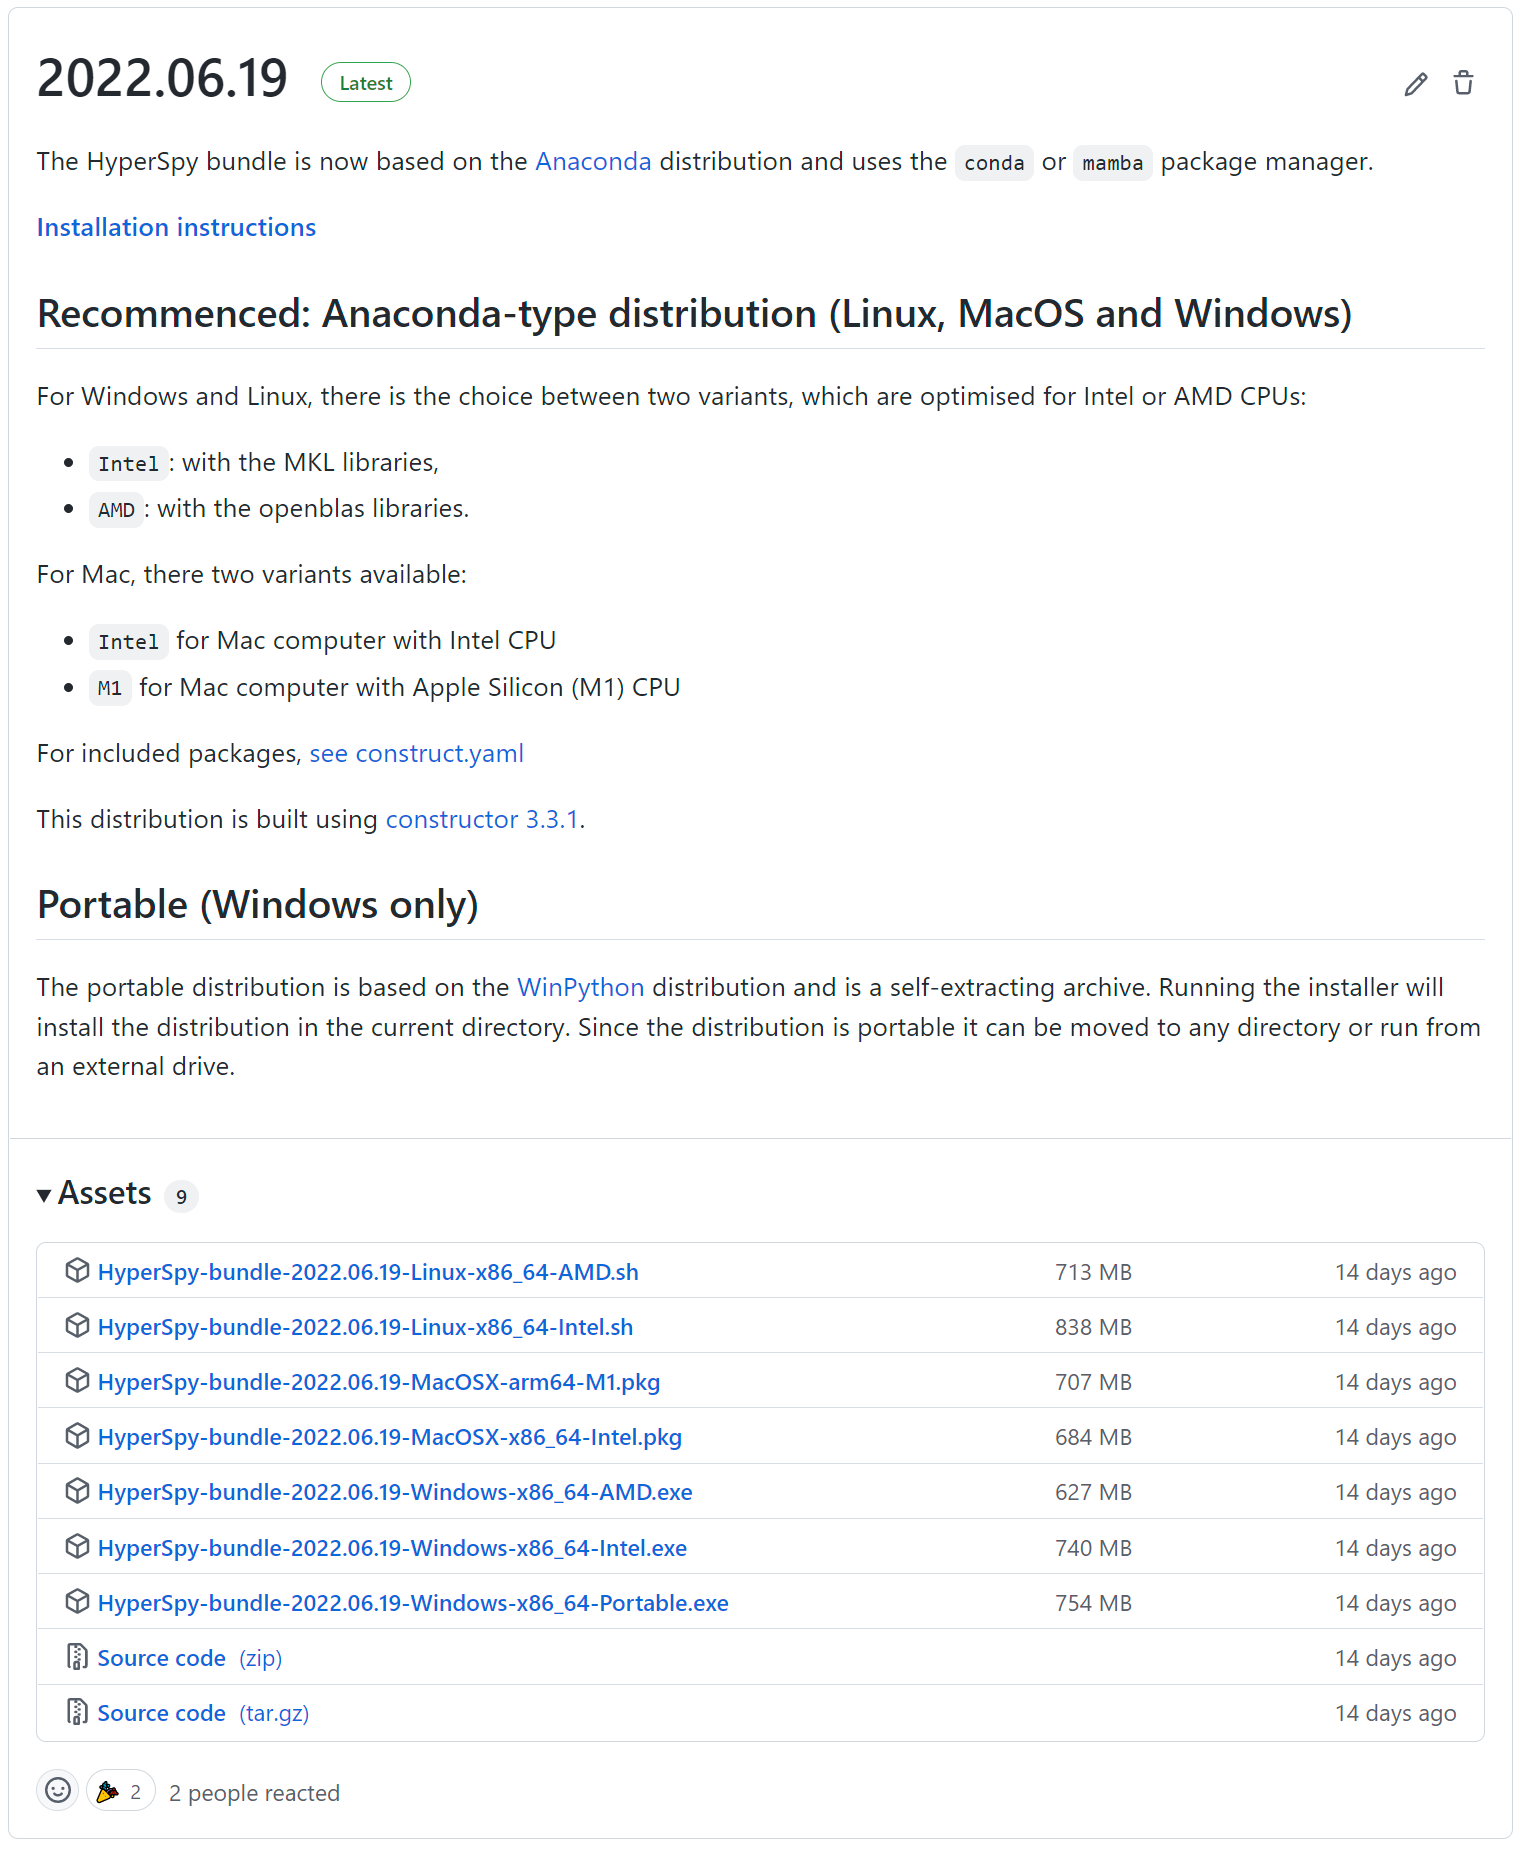 2022.06.19 Latest
The HyperSpy bundle is now based on the Anaconda distribution and uses the conda or mamba package manager.
Installation instructions
Recommenced: Anaconda-type distribution (Linux, MacOS and Windows)
For Windows and Linux, there is the choice between two variants, which are optimised for Intel or AMD CPUs:
• Intel: with the MKL libraries,
• AMD: with the openblas libraries.
For Mac, there two variants available:
• Intel for Mac computer with Intel CPU
• M1 for Mac computer with Apple Silicon (M1) CPU
For included packages, see construct.yaml
This distribution is built using constructor 3.3.1.
Portable (Windows only)
The portable distribution is based on the WinPython distribution and is a self-extracting archive. Running the installer will
install the distribution in the current directory. Since the distribution is portable it can be moved to any directory or run from
an external drive.
Assets 9
HyperSpy-bundle-2022.06.19-Linux-x86_64-AMD.sh 713 MB 14 days ago
HyperSpy-bundle-2022.06.19-Linux-x86_64-Intel.sh 838 MB 14 days ago
HyperSpy-bundle-2022.06.19-MacOSX-arm64-M1.pkg 707 MB 14 days ago
HyperSpy-bundle-2022.06.19-MacOSX-x86_64-Intel.pkg 684 MB 14 days ago
HyperSpy-bundle-2022.06.19-Windows-x86_64-AMD.exe 627 MB 14 days ago
HyperSpy-bundle-2022.06.19-Windows-x86_64-Intel.exe 740 MB 14 days ago
HyperSpy-bundle-2022.06.19-Windows-x86_64-Portable.exe 754 MB 14 days ago
Source code (zip) 14 days ago
Source code (tar.gz) 14 days ago
2 2 people reacted